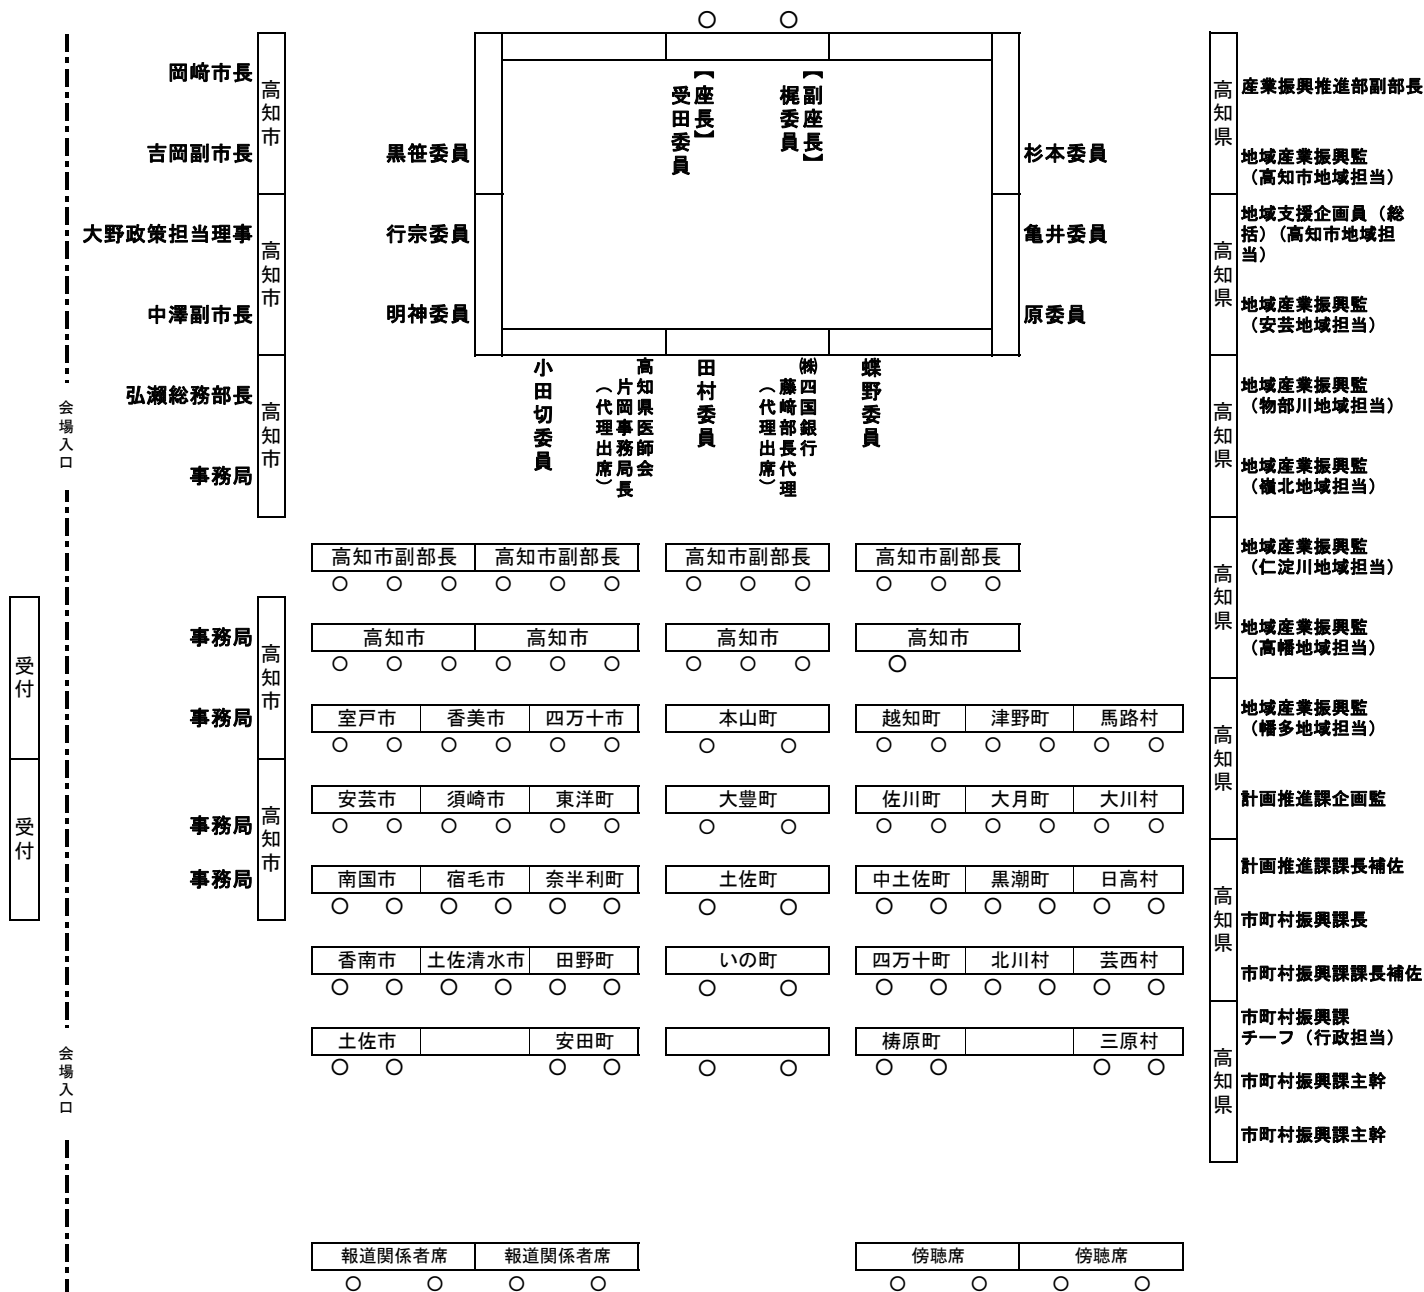 岡﨑市長
吉岡副市長
大野政策担当理事
中澤副市長
弘瀬総務部長
事務局
高知市
高知市
高知市
会場入口
【座長】
受田委員
【副座長】
梶委員
黒笹委員
行宗委員
明神委員
杉本委員
亀井委員
原委員
小田切委員
高知県医師会
片岡事務局長
（代理出席）
田村委員
㈱四国銀行
藤﨑部長代理
（代理出席）
蝶野委員
高知県
産業振興推進部副部長
地域産業振興監
（高知市地域担当）
高知県
地域支援企画員（総
括）（高知市地域担
当）
地域産業振興監
（安芸地域担当）
高知県
地域産業振興監
（物部川地域担当）
地域産業振興監
（嶺北地域担当）
高知県
地域産業振興監
（仁淀川地域担当）
地域産業振興監
（高幡地域担当）
高知県
地域産業振興監
（幡多地域担当）
計画推進課企画監
高知県
計画推進課課長補佐
市町村振興課長
市町村振興課課長補佐
高知県
市町村振興課
チーフ（行政担当）
市町村振興課主幹
市町村振興課主幹
受付
受付
事務局
事務局
高知市
事務局
事務局
高知市
会場入口
高知市副部長 高知市副部長 高知市副部長 高知市副部長
○ ○ ○ ○ ○ ○ ○ ○ ○ ○ ○ ○
高知市 高知市 高知市 高知市
○ ○ ○ ○ ○ ○ ○ ○ ○ ○
室戸市 香美市 四万十市 本山町 越知町 津野町 馬路村
○ ○ ○ ○ ○ ○ ○ ○ ○ ○ ○ ○ ○ ○
安芸市 須崎市 東洋町 大豊町 佐川町 大月町 大川村
○ ○ ○ ○ ○ ○ ○ ○ ○ ○ ○ ○ ○ ○
南国市 宿毛市 奈半利町 土佐町 中土佐町 黒潮町 日高村
○ ○ ○ ○ ○ ○ ○ ○ ○ ○ ○ ○ ○ ○
香南市 土佐清水市 田野町 いの町 四万十町 北川村 芸西村
○ ○ ○ ○ ○ ○ ○ ○ ○ ○ ○ ○ ○ ○
土佐市 安田町 梼原町 三原村
○ ○ ○ ○ ○ ○ ○ ○ ○ ○
報道関係者席 報道関係者席 傍聴席 傍聴席
○ ○ ○ ○ ○ ○ ○ ○